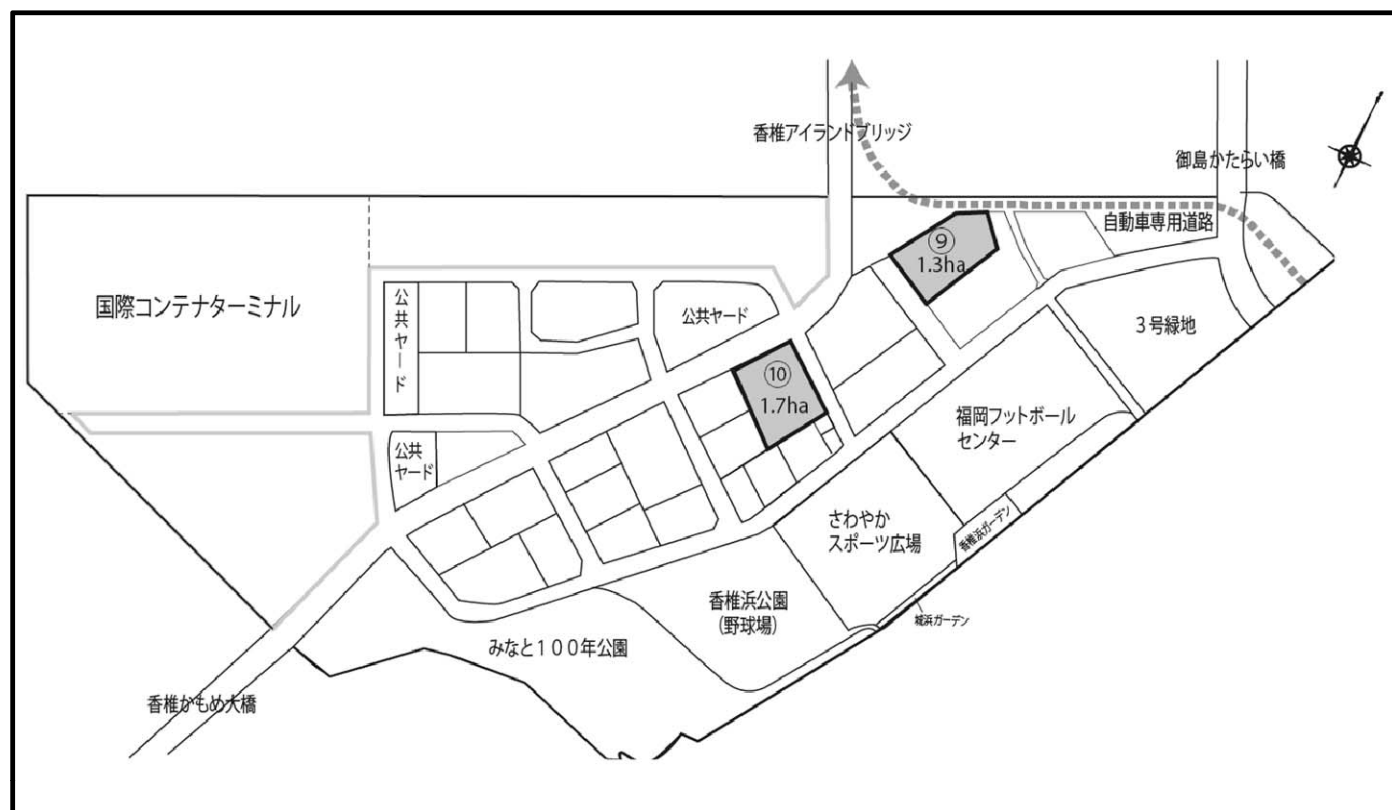 香椎アイランドブリッジ
御島かたらい橋
自動車専用道路
⑨
1.3ha
国際コンテナターミナル
公共ヤード
公共ヤード
3号緑地
⑩
1.7ha
福岡フットボール
センター
公共
ヤード
さわやか
スポーツ広場
香椎浜ガーデン
香椎浜公園
(野球場)
城浜ガーデン
みなと100年公園
香椎かもめ大橋